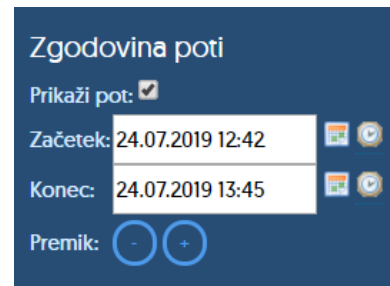 Zgodovina poti
Prikaži pot:
Začetek: 24.07.2019 12:42
Konec: 24.07.2019 13:45
Premik: - +